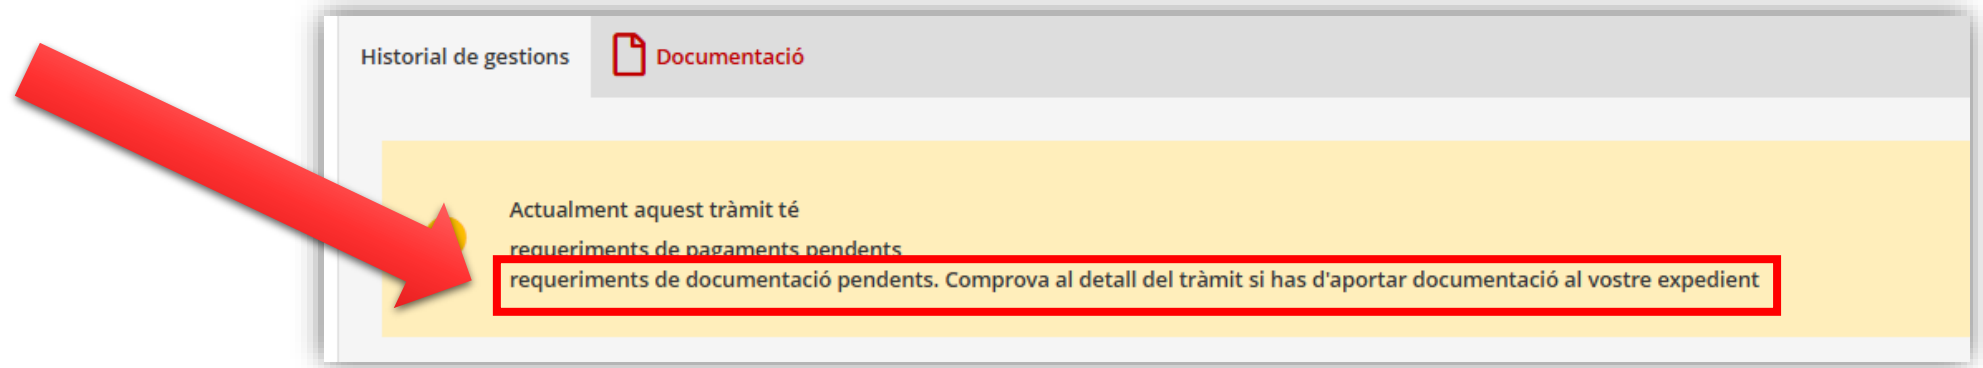 Historial de gestions
Documentació
Actualment aquest tràmit té
requeriments de pagaments pendents
requeriments de documentació pendents. Comprova al detall del tràmit si has d'aportar documentació al vostre expedient